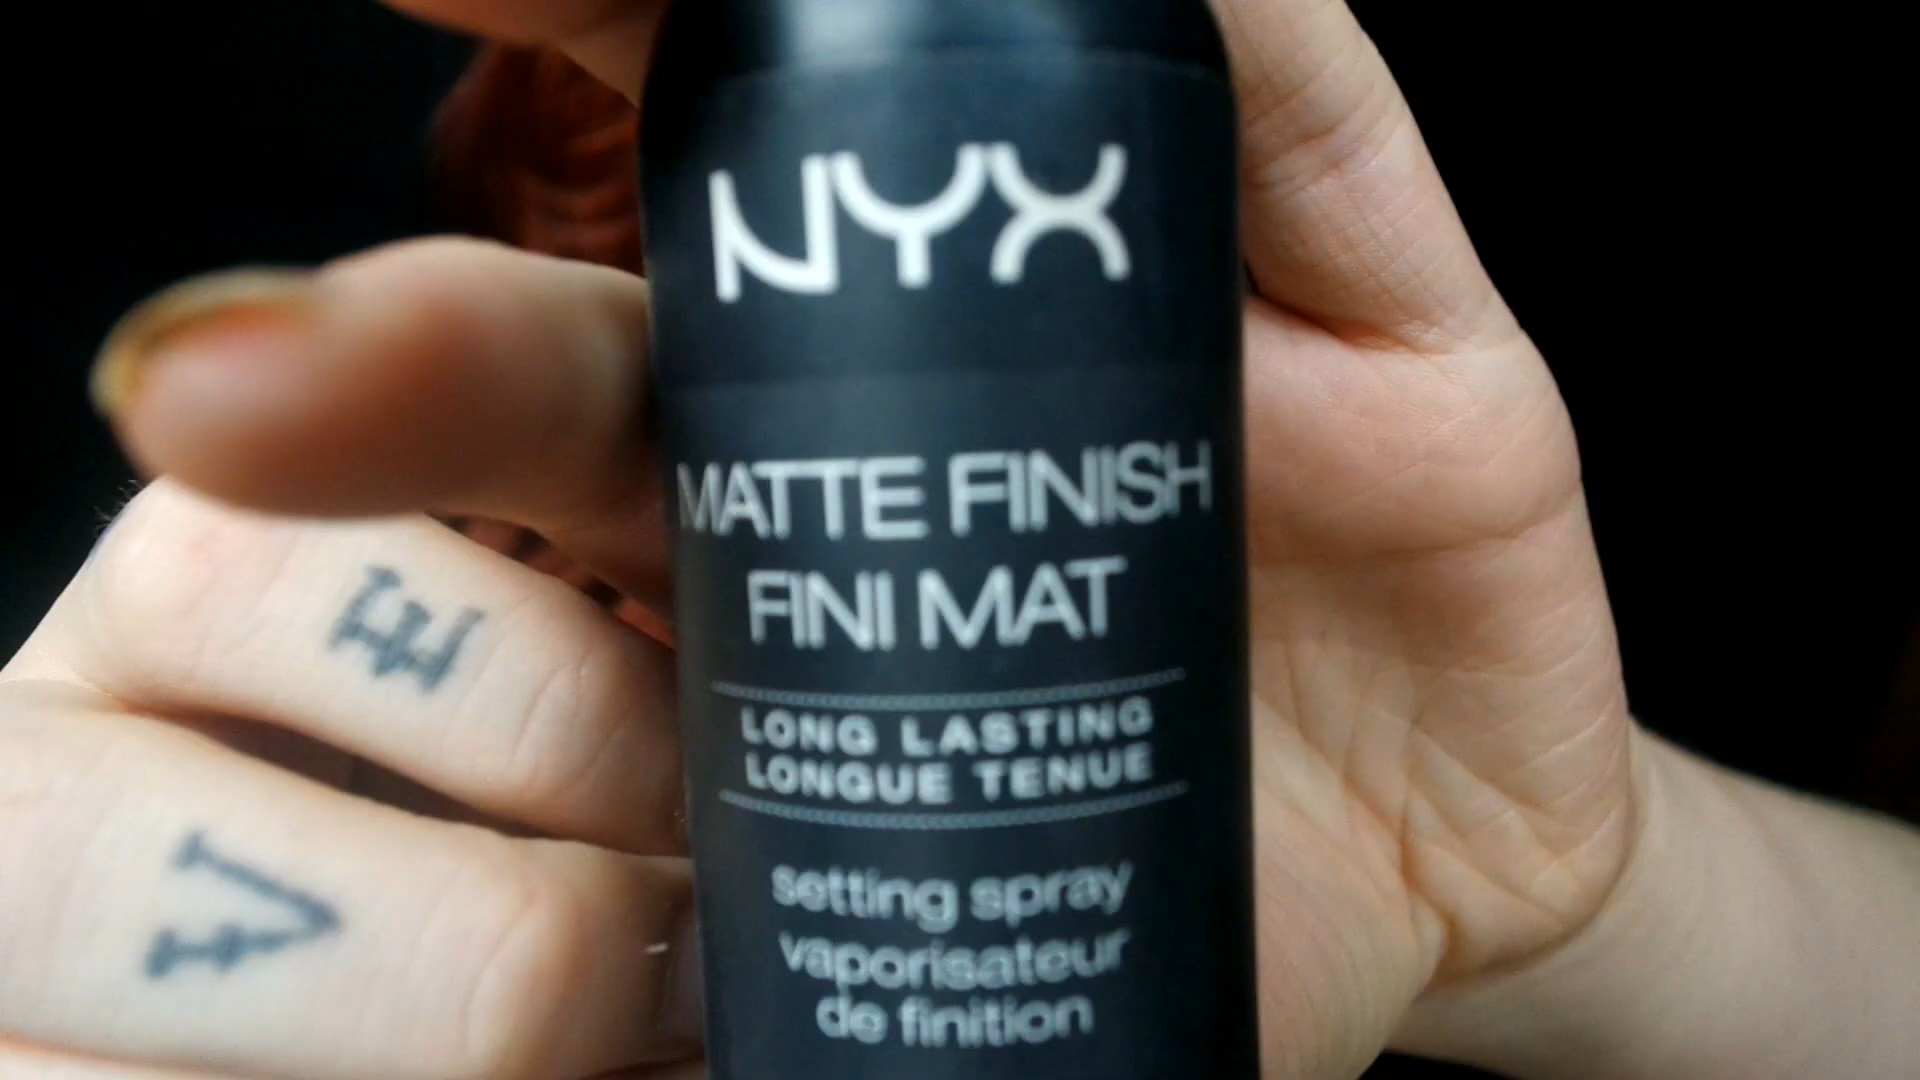 NYX
MATTE FINISH
FINI MAT
LONG LASTING
LONGUE TENUE
setting spray
vaporisateur
de finition
E
V